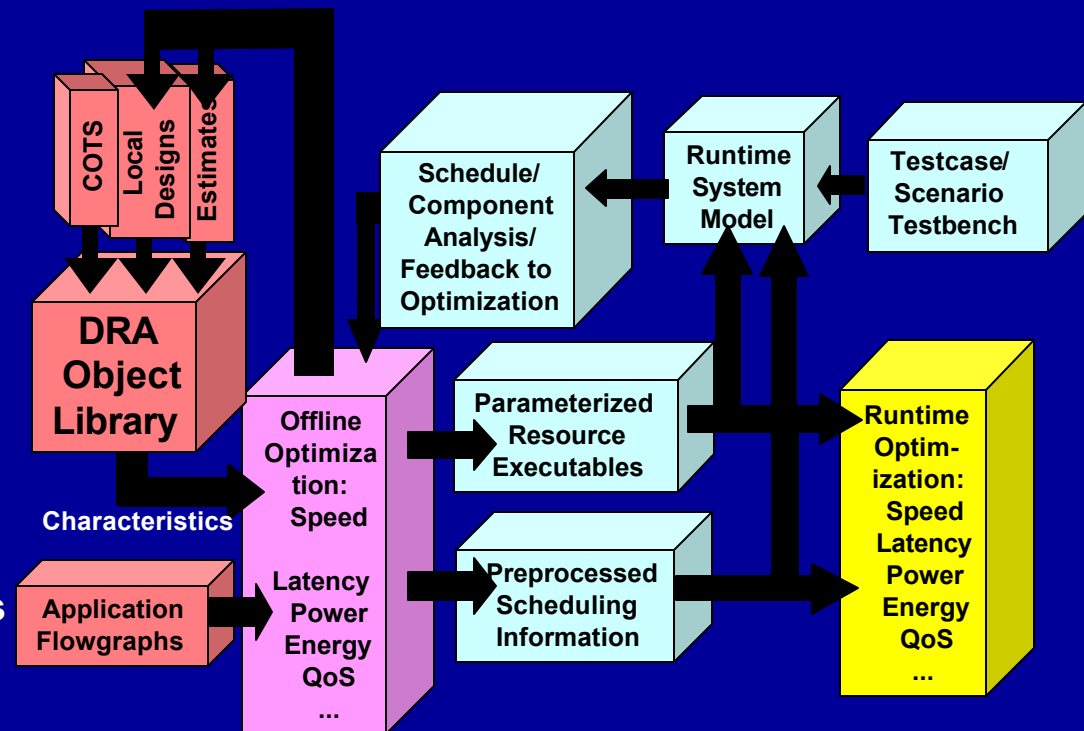 COTS
Local
Designs
Estimates
DRA
Object
Library
Characteristics
s
Application
Flowgraphs
Schedule/
Component
Analysis/
Feedback to
Optimization
Runtime
System
Model
Testcase/
Scenario
Testbench
Offline
Optimiza
tion:
Speed
Latency
Power
Energy
QoS
...
Parameterized
Resource
Executables
Preprocessed
Scheduling
Information
Runtime
Optim-
ization:
Speed
Latency
Power
Energy
QoS
...